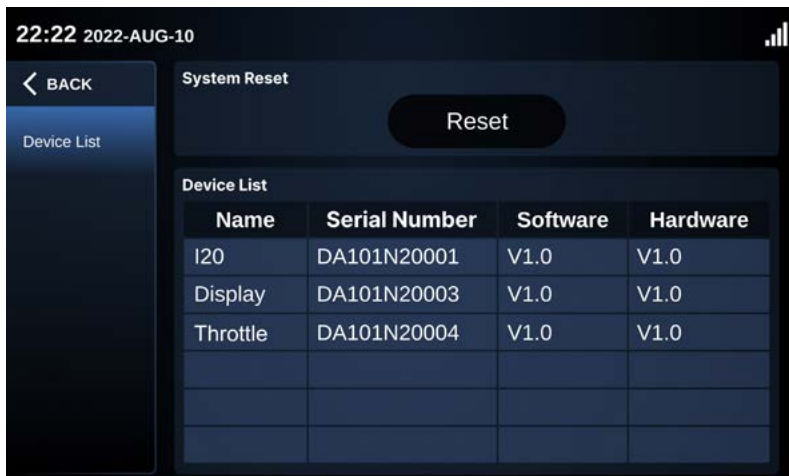 22:22 2022-AUG-10
BACK
Device List
System Reset
Reset
Device List
Name Serial Number Software Hardware
I20 DA101N20001 V1.0 V1.0
Display DA101N20003 V1.0 V1.0
Throttle DA101N20004 V1.0 V1.0